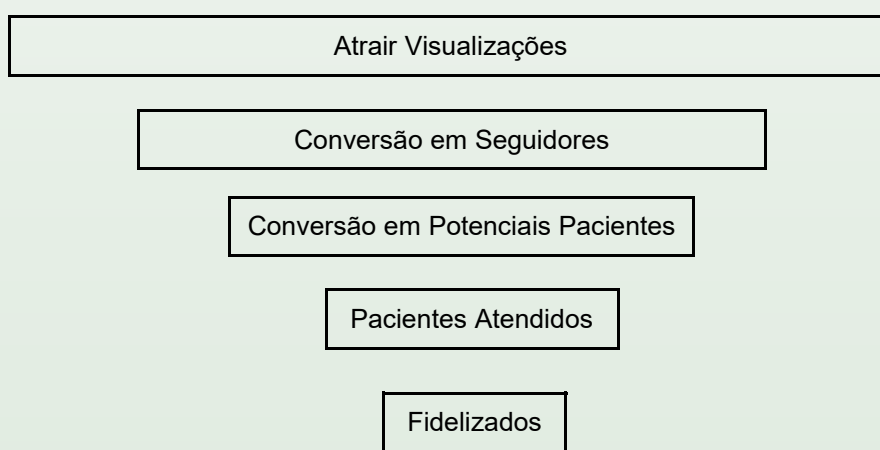 Atrair Visualizações
Conversão em Seguidores
Conversão em Potenciais Pacientes
Pacientes Atendidos
Fidelizados